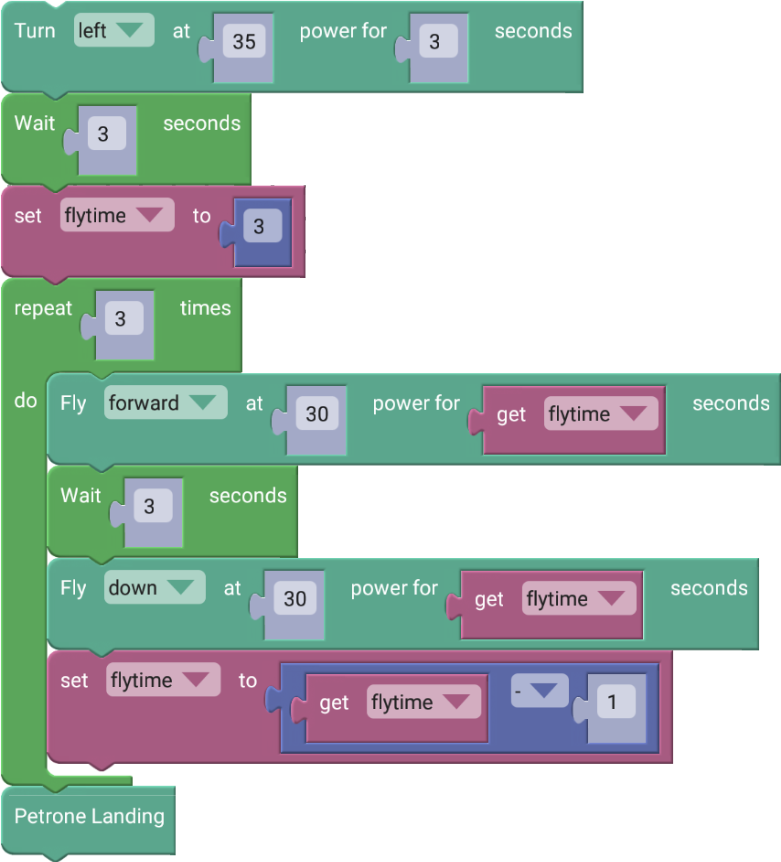 Turn left at 35 power for 3 seconds
Wait 3 seconds
set flytime to 3
repeat 3 times
do Fly forward at 30 power for get flytime seconds
Wait 3 seconds
Fly down at 30 power for get flytime seconds
set flytime to get flytime - 1
Petrone Landing